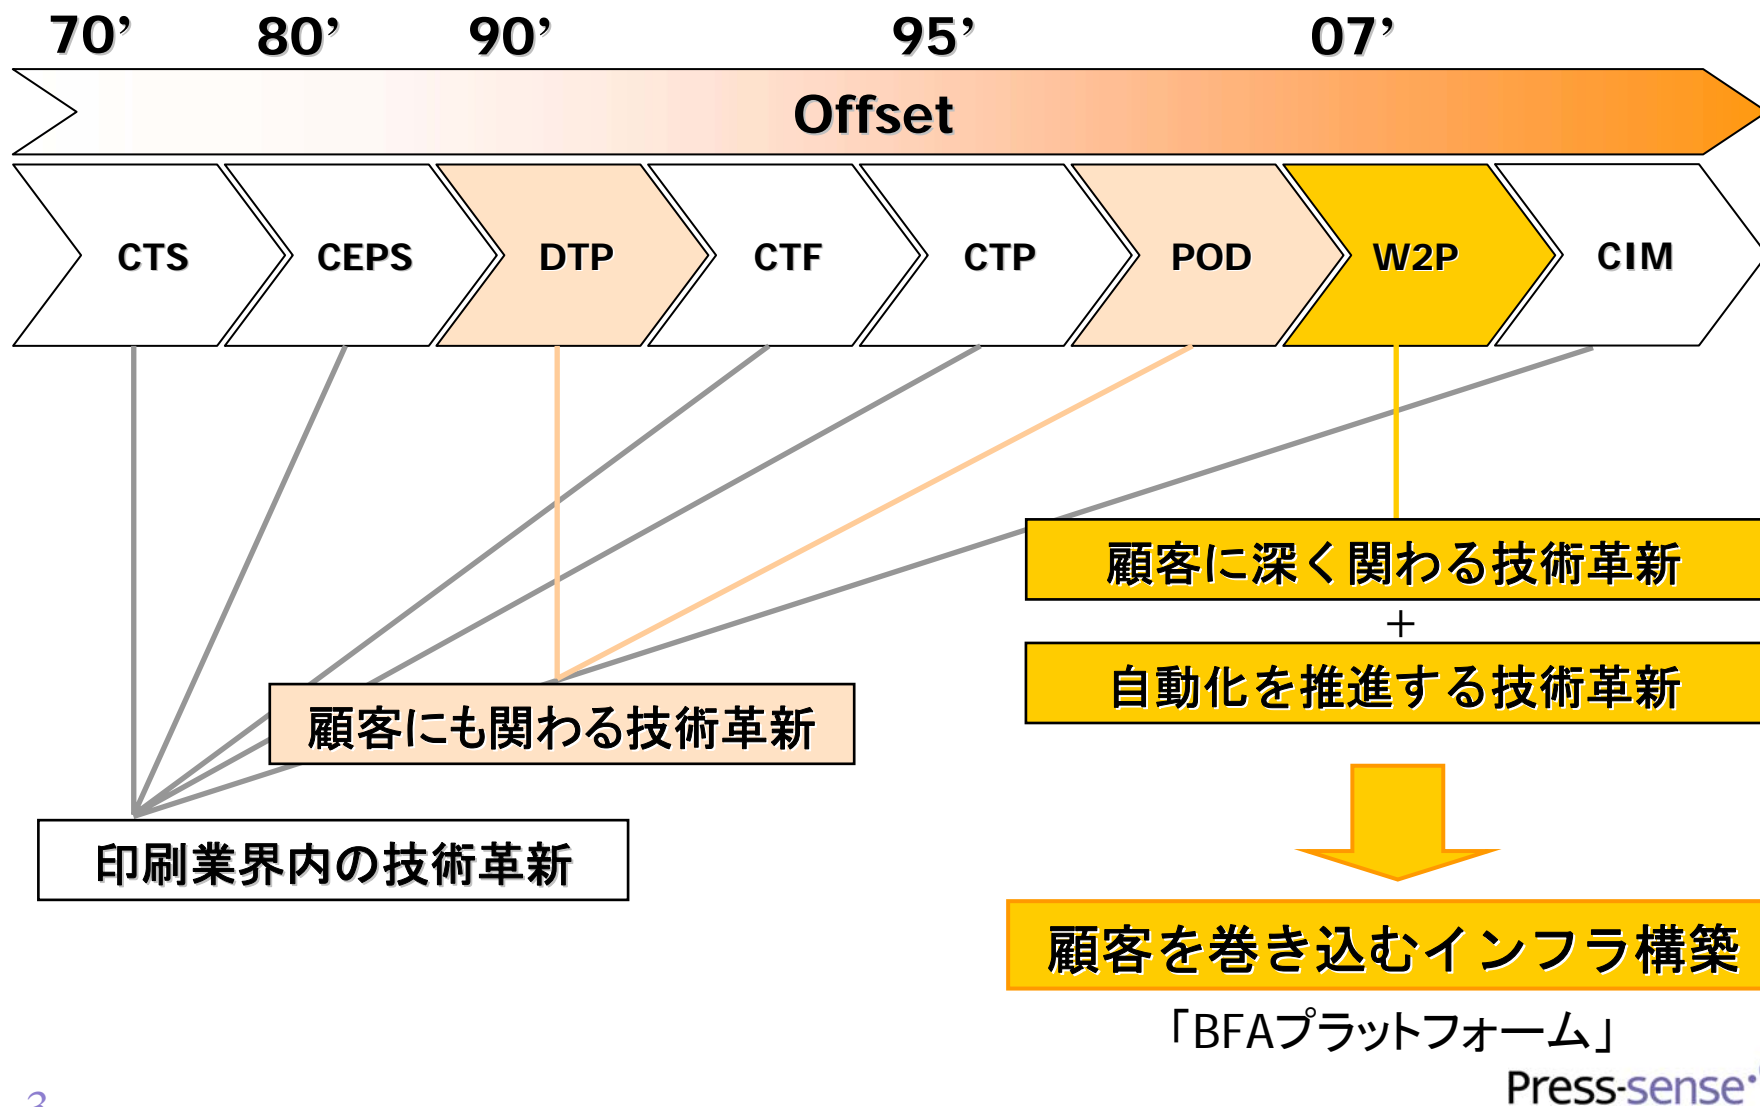 70’ 80’ 90’ 95’ 07’
Offset
CTS CEPS DTP CTF CTP POD W2P CIM
顧客に深く関わる技術革新
＋
自動化を推進する技術革新
顧客にも関わる技術革新
印刷業界内の技術革新
顧客を巻き込むインフラ構築
「BFAプラットフォーム」
Press-sense
3